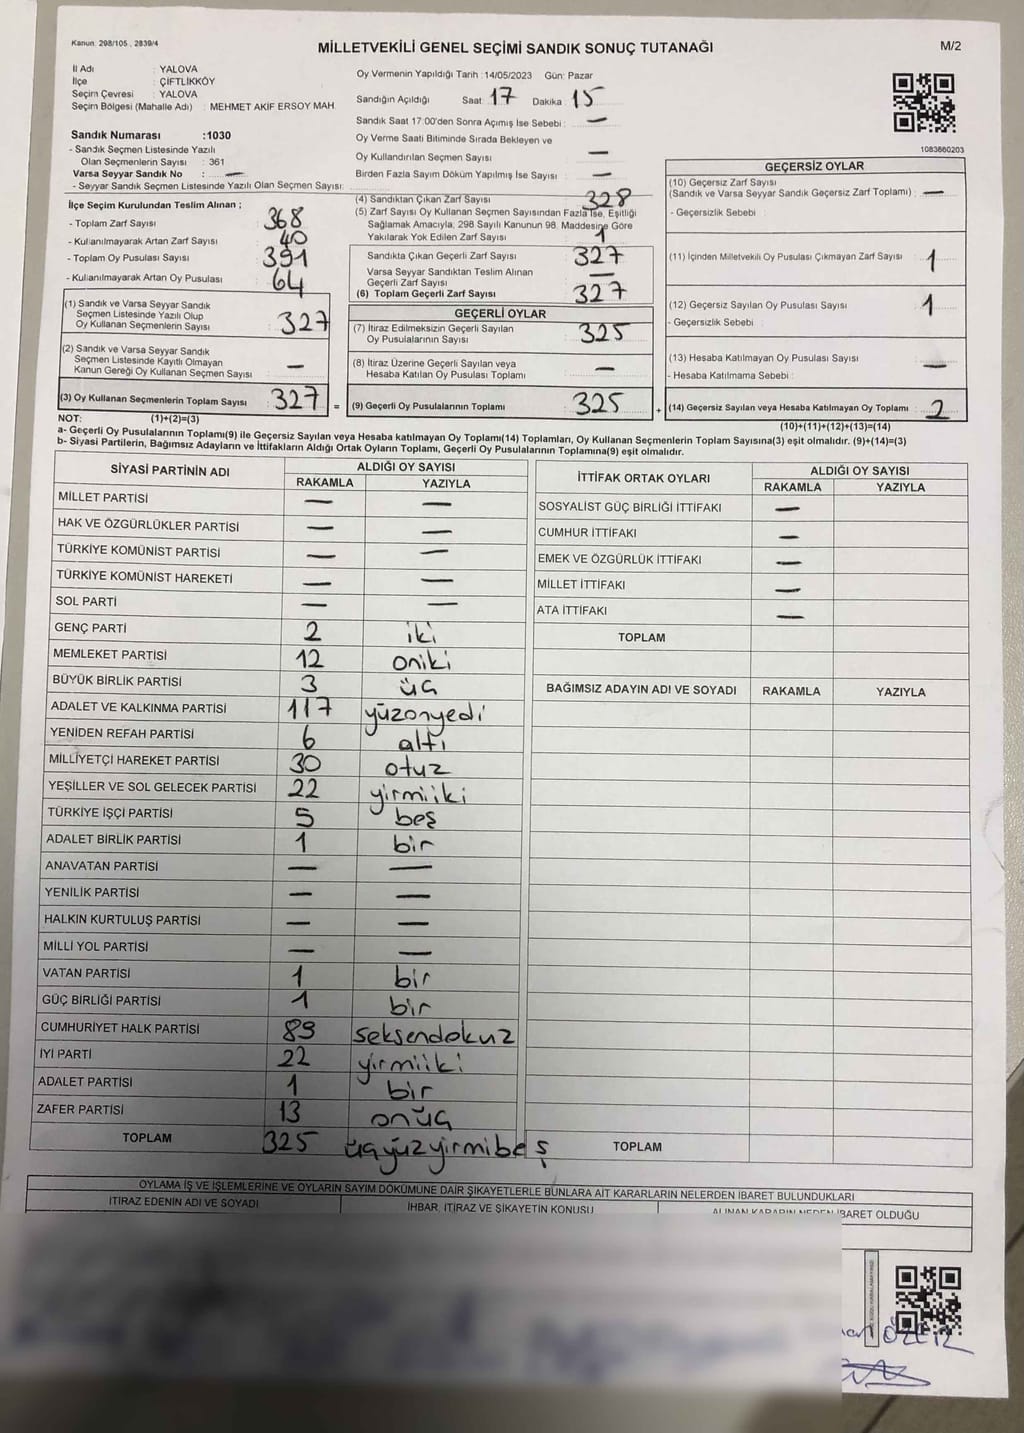 Kanun: 298/105 , 2839/4
MİLLETVEKİLİ GENEL SEÇİMİ SANDIK SONUÇ TUTANAĞI
M/2
İl Adı : YALOVA
İlçe : ÇİFTLİKKÖY
Seçim Çevresi : YALOVA
Seçim Bölgesi (Mahalle Adı) : MEHMET AKİF ERSOY MAH.
Sandık Numarası :1030
- Sandık Seçmen Listesinde Yazılı
Olan Seçmenlerin Sayısı : 361
Varsa Seyyar Sandık No : —
- Seyyar Sandık Seçmen Listesinde Yazılı Olan Seçmen Sayısı:
Oy Vermenin Yapıldığı Tarih :14/05/2023 Gün: Pazar
Sandığın Açıldığı Saat: 17 Dakika: 15
Sandık Saat 17:00'den Sonra Açımış İse Sebebi : —
Oy Verme Saati Bitiminde Sırada Bekleyen ve
Oy Kullandırılan Seçmen Sayısı —
Birden Fazla Sayım Döküm Yapılmış İse Sayısı : —
1083660203
İlçe Seçim Kurulundan Teslim Alınan ;
- Toplam Zarf Sayısı : 368
- Kullanılmayarak Artan Zarf Sayısı : 40
- Toplam Oy Pusulası Sayısı : 391
- Kullanılmayarak Artan Oy Pusulası : 64
(1) Sandık ve Varsa Seyyar Sandık
Seçmen Listesinde Yazılı Olup
Oy Kullanan Seçmenlerin Sayısı : 327
(2) Sandık ve Varsa Seyyar Sandık
Seçmen Listesinde Kayıtlı Olmayan
Kanun Gereği Oy Kullanan Seçmen Sayısı : —
(3) Oy Kullanan Seçmenlerin Toplam Sayısı : 327 =
(4) Sandıktan Çıkan Zarf Sayısı : 328
(5) Zarf Sayısı Oy Kullanan Seçmen Sayısından Fazla İse, Eşitliği
Sağlamak Amacıyla, 298 Sayılı Kanunun 98. Maddesine Göre
Yakılarak Yok Edilen Zarf Sayısı : 1
Sandıkta Çıkan Geçerli Zarf Sayısı : 327
Varsa Seyyar Sandıktan Teslim Alınan
Geçerli Zarf Sayısı : —
(6) Toplam Geçerli Zarf Sayısı : 327
GEÇERLİ OYLAR
(7) İtiraz Edilmeksizin Geçerli Sayılan
Oy Pusulalarının Sayısı : 325
(8) İtiraz Üzerine Geçerli Sayılan veya
Hesaba Katılan Oy Pusulası Toplamı : —
(9) Geçerli Oy Pusulalarının Toplamı : 325 +
GEÇERSİZ OYLAR
(10) Geçersiz Zarf Sayısı
(Sandık ve Varsa Seyyar Sandık Geçersiz Zarf Toplamı) : —
- Geçersizlik Sebebi :
(11) İçinden Milletvekili Oy Pusulası Çıkmayan Zarf Sayısı : 1
(12) Geçersiz Sayılan Oy Pusulası Sayısı : 1
- Geçersizlik Sebebi :
(13) Hesaba Katılmayan Oy Pusulası Sayısı : —
- Hesaba Katılmama Sebebi :
(14) Geçersiz Sayılan veya Hesaba Katılmayan Oy Toplamı : 2
(10)+(11)+(12)+(13)=(14)
NOT: (1)+(2)=(3)
a- Geçerli Oy Pusulalarının Toplamı(9) ile Geçersiz Sayılan veya Hesaba katılmayan Oy Toplamı(14) Toplamları, Oy Kullanan Seçmenlerin Toplam Sayısına(3) eşit olmalıdır. (9)+(14)=(3)
b- Siyasi Partilerin, Bağımsız Adayların ve İttifakların Aldığı Ortak Oyların Toplamı, Geçerli Oy Pusulalarının Toplamına(9) eşit olmalıdır.
SİYASİ PARTİNİN ADI ALDIĞI OY SAYISI
RAKAMLA YAZIYLA
MİLLET PARTİSİ — —
HAK VE ÖZGÜRLÜKLER PARTİSİ — —
TÜRKİYE KOMÜNİST PARTİSİ — —
TÜRKİYE KOMÜNİST HAREKETİ — —
SOL PARTİ — —
GENÇ PARTİ 2 iki
MEMLEKET PARTİSİ 12 oniki
BÜYÜK BİRLİK PARTİSİ 3 üç
ADALET VE KALKINMA PARTİSİ 117 yüzonyedi
YENİDEN REFAH PARTİSİ 6 altı
MİLLİYETÇİ HAREKET PARTİSİ 30 otuz
YEŞİLLER VE SOL GELECEK PARTİSİ 22 yirmiiki
TÜRKİYE İŞÇİ PARTİSİ 5 beş
ADALET BİRLİK PARTİSİ 1 bir
ANAVATAN PARTİSİ — —
YENİLİK PARTİSİ — —
HALKIN KURTULUŞ PARTİSİ — —
MİLLİ YOL PARTİSİ — —
VATAN PARTİSİ 1 bir
GÜÇ BİRLİĞİ PARTİSİ 1 bir
CUMHURİYET HALK PARTİSİ 89 seksendokuz
İYİ PARTİ 22 yirmiiki
ADALET PARTİSİ 1 bir
ZAFER PARTİSİ 13 onüç
TOPLAM 325 üçyüzyirmibeş
İTTİFAK ORTAK OYLARI ALDIĞI OY SAYISI
RAKAMLA YAZIYLA
SOSYALİST GÜÇ BİRLİĞİ İTTİFAKI —
CUMHUR İTTİFAKI —
EMEK VE ÖZGÜRLÜK İTTİFAKI —
MİLLET İTTİFAKI —
ATA İTTİFAKI —
TOPLAM
BAĞIMSIZ ADAYIN ADI VE SOYADI RAKAMLA YAZIYLA
TOPLAM
OYLAMA İŞ VE İŞLEMLERİNE VE OYLARIN SAYIM DÖKÜMÜNE DAİR ŞİKAYETLERLE BUNLARA AİT KARARLARIN NELERDEN İBARET BULUNDUKLARI
İTİRAZ EDENİN ADI VE SOYADI İHBAR, İTİRAZ VE ŞİKAYETİN KONUSU ALINAN KARARIN NEDEN İBARET OLDUĞU
ÖZER